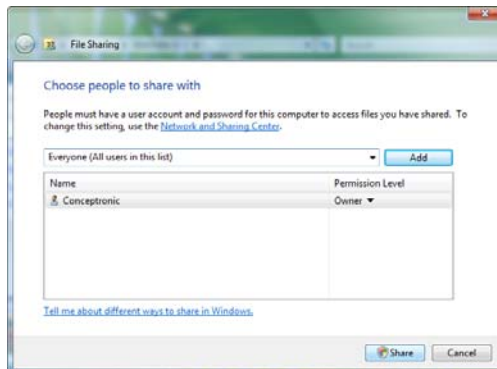 File Sharing
Choose people to share with
People must have a user account and password for this computer to access files you have shared. To
change this setting, use the Network and Sharing Center.
Everyone (All users in this list)
Add
Name Permission Level
Conceptronic Owner
Tell me about different ways to share in Windows.
Share Cancel